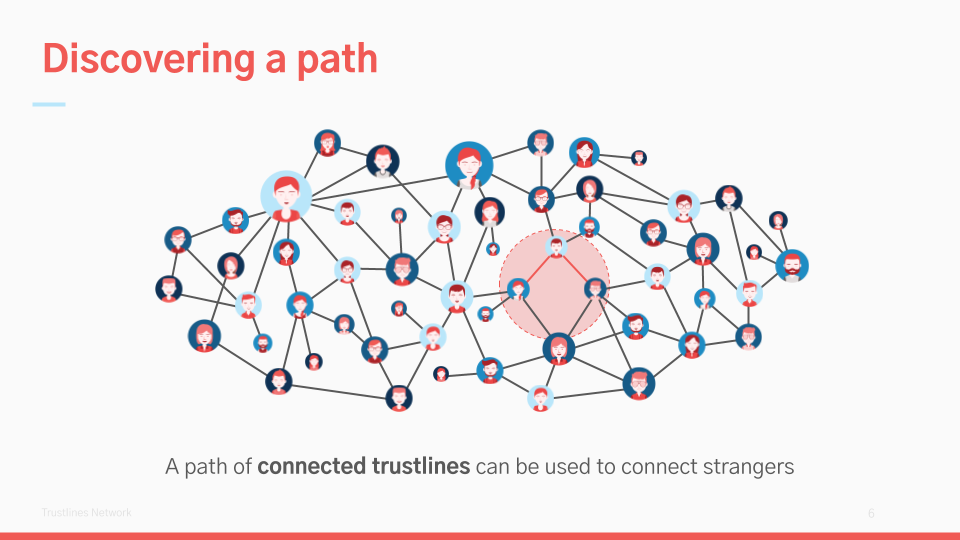 Discovering a path
A path of connected trustlines can be used to connect strangers
Trustlines Network
6